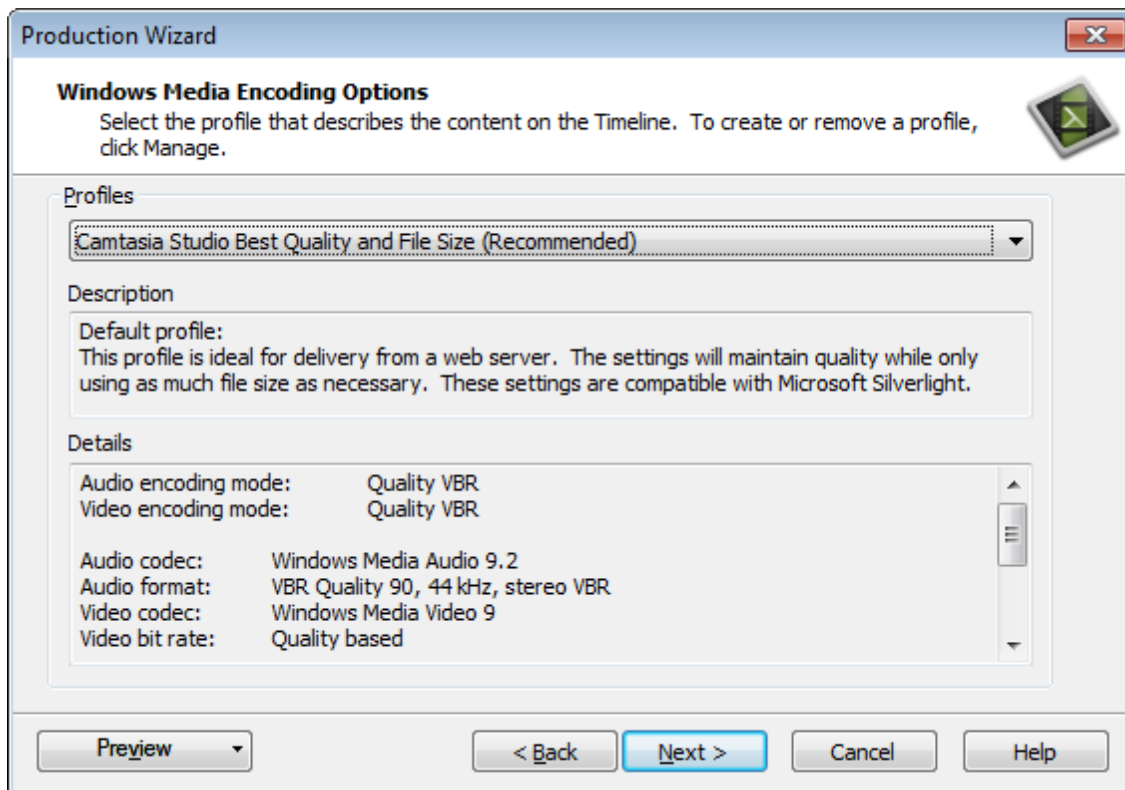 Production Wizard
Windows Media Encoding Options
Select the profile that describes the content on the Timeline.  To create or remove a profile,
click Manage.
Profiles
Camtasia Studio Best Quality and File Size (Recommended)
Description
Default profile:
This profile is ideal for delivery from a web server.  The settings will maintain quality while only
using as much file size as necessary.  These settings are compatible with Microsoft Silverlight.
Details
Audio encoding mode: Quality VBR
Video encoding mode: Quality VBR
Audio codec: Windows Media Audio 9.2
Audio format: VBR Quality 90, 44 kHz, stereo VBR
Video codec: Windows Media Video 9
Video bit rate: Quality based
Preview < Back Next > Cancel Help